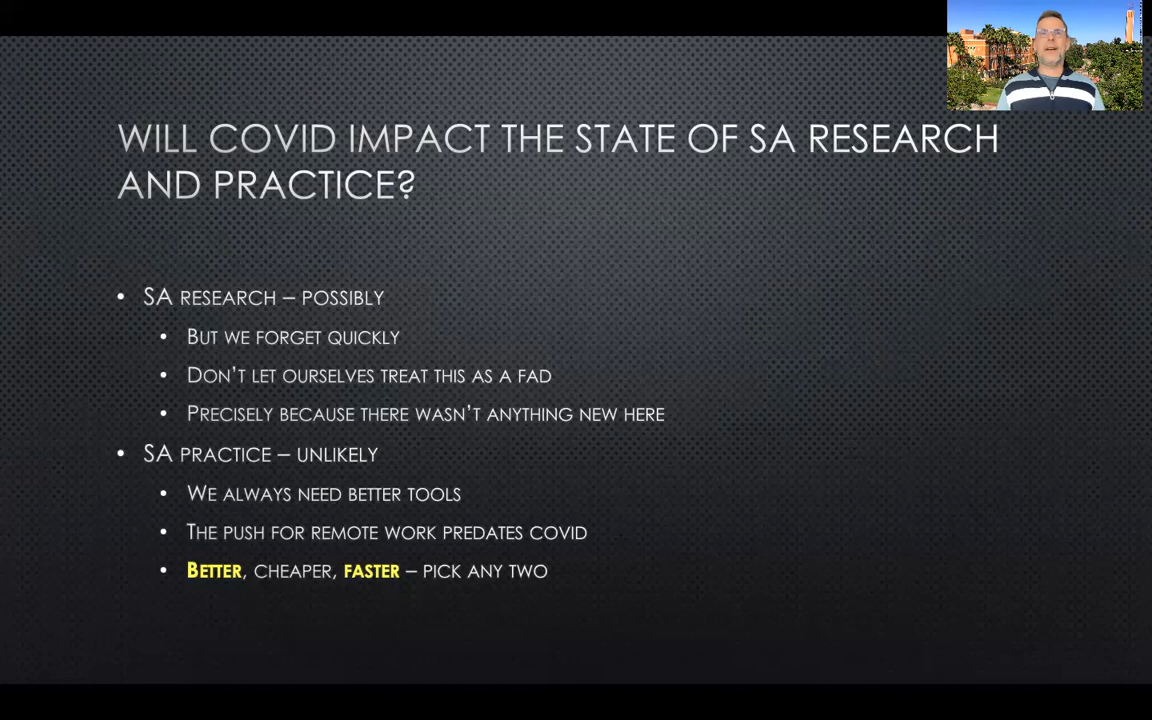 WILL COVID IMPACT THE STATE OF SA RESEARCH
AND PRACTICE?
• SA RESEARCH – POSSIBLY
• BUT WE FORGET QUICKLY
• DON'T LET OURSELVES TREAT THIS AS A FAD
• PRECISELY BECAUSE THERE WASN'T ANYTHING NEW HERE
• SA PRACTICE – UNLIKELY
• WE ALWAYS NEED BETTER TOOLS
• THE PUSH FOR REMOTE WORK PREDATES COVID
• BETTER, CHEAPER, FASTER – PICK ANY TWO